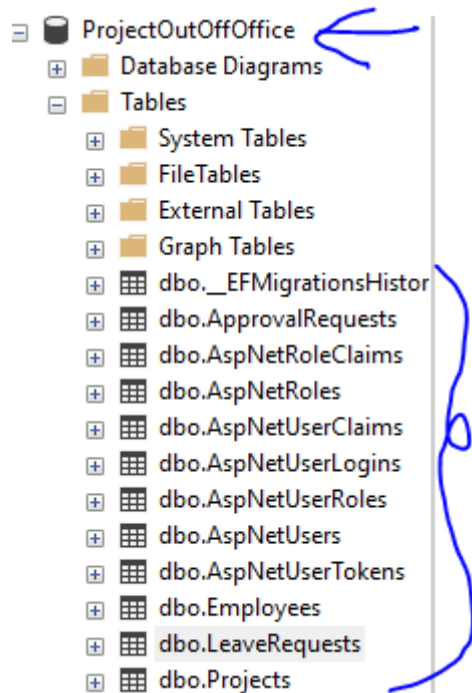 ProjectOutOffOffice
Database Diagrams
Tables
System Tables
FileTables
External Tables
Graph Tables
dbo.__EFMigrationsHistor
dbo.ApprovalRequests
dbo.AspNetRoleClaims
dbo.AspNetRoles
dbo.AspNetUserClaims
dbo.AspNetUserLogins
dbo.AspNetUserRoles
dbo.AspNetUsers
dbo.AspNetUserTokens
dbo.Employees
dbo.LeaveRequests
dbo.Projects